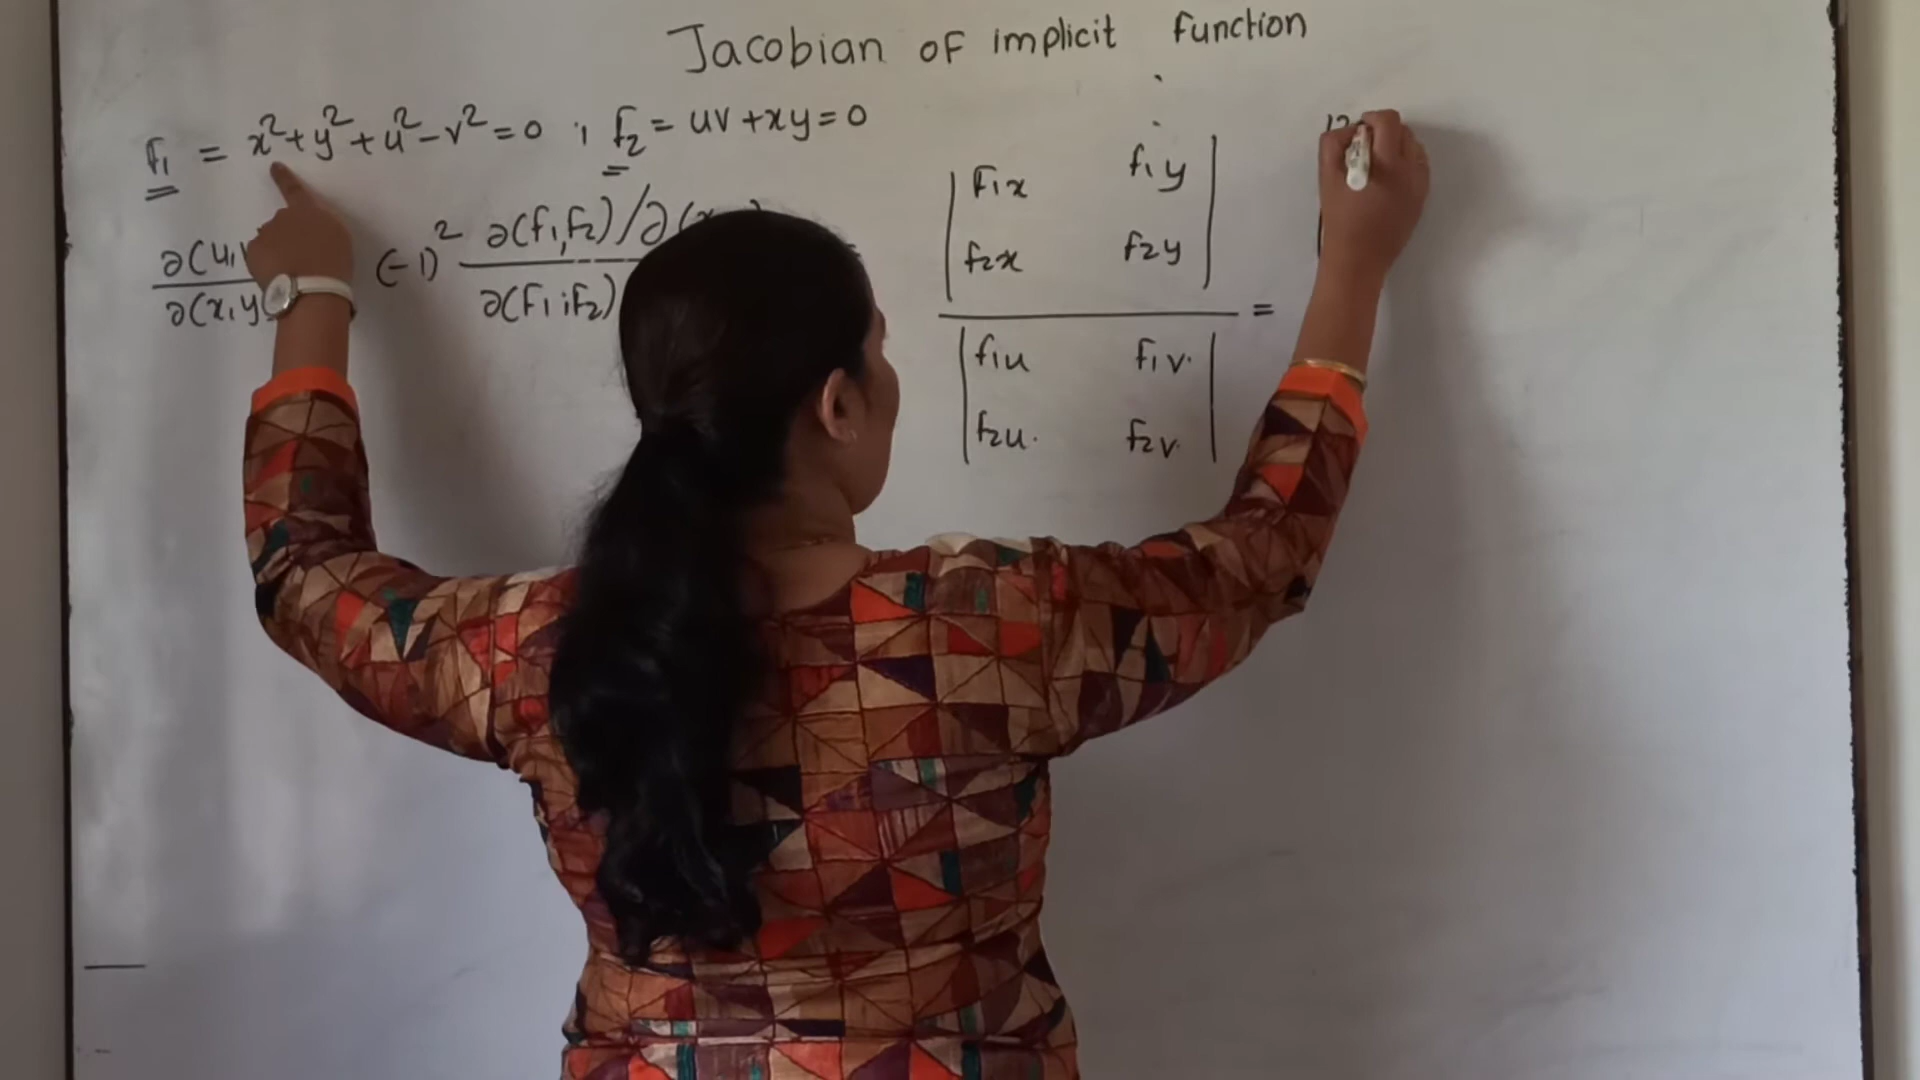 Jacobian of implicit function
f₁ = x² + y² + u² - v² = 0 ; f₂ = uv + xy = 0
∂(u,v / ∂(x,y (-1)² ∂(f₁,f₂)/∂(x / ∂(f₁,f₂)
| f₁x f₁y |
| f₂x f₂y |
=
| f₁u f₁v |
| f₂u f₂v |